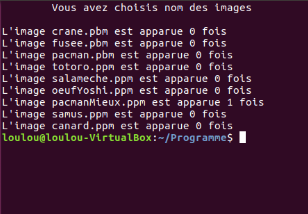 Vous avez choisis nom des images
L'image crane.pbm est apparue 0 fois
L'image fusee.pbm est apparue 0 fois
L'image pacman.pbm est apparue 0 fois
L'image totoro.ppm est apparue 0 fois
L'image salameche.ppm est apparue 0 fois
L'image oeufYoshi.ppm est apparue 0 fois
L'image pacmanMieux.ppm est apparue 1 fois
L'image samus.ppm est apparue 0 fois
L'image canard.ppm est apparue 0 fois
loulou@loulou-VirtualBox:~/Programme$